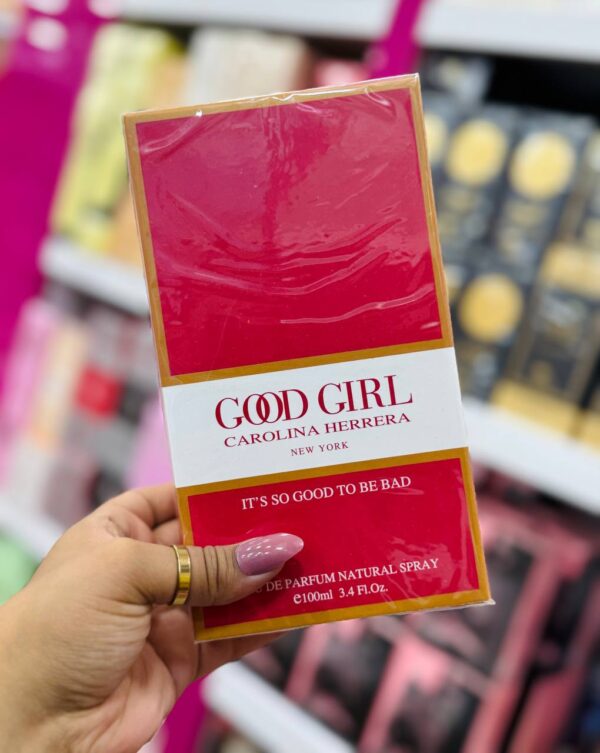 GOOD GIRL
CAROLINA HERRERA
NEW YORK
IT'S SO GOOD TO BE BAD
DE PARFUM NATURAL SPRAY
℮100ml 3.4 Fl.Oz.